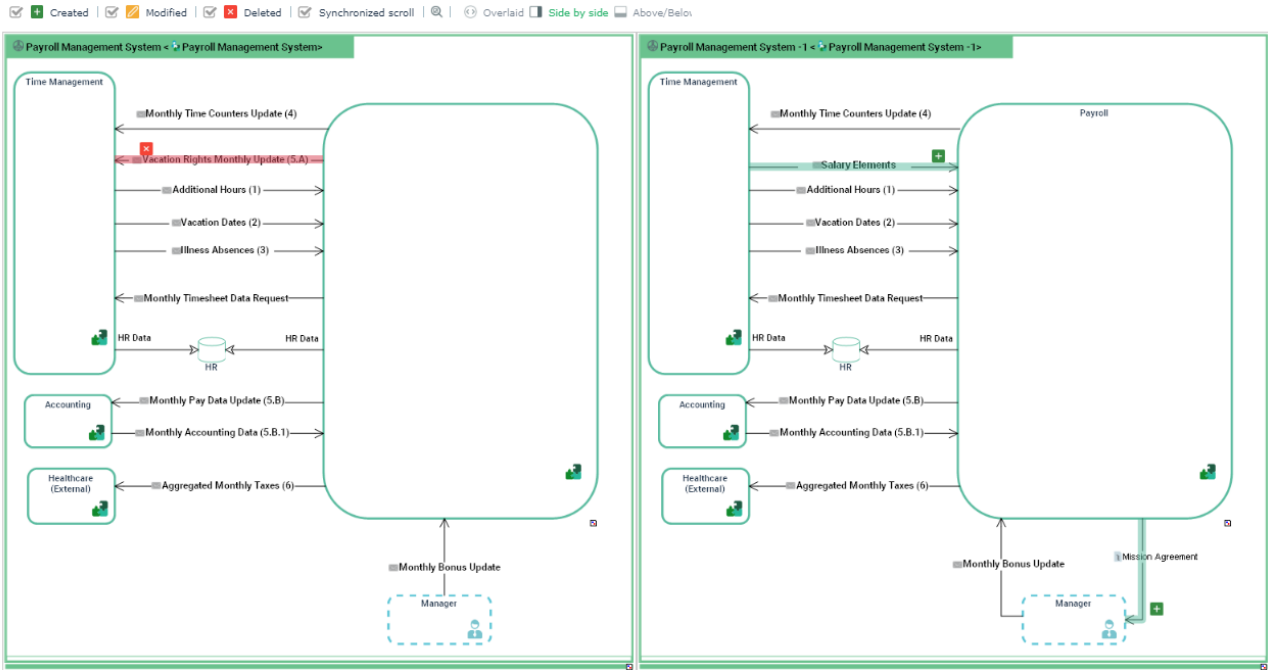 Created Modified Deleted Synchronized scroll Overlaid Side by side Above/Below
Payroll Management System < Payroll Management System>
Time Management
Monthly Time Counters Update (4)
Vacation Rights Monthly Update (5.A)
Additional Hours (1)
Vacation Dates (2)
Illness Absences (3)
Monthly Timesheet Data Request
HR Data
HR Data
HR
Accounting
Monthly Pay Data Update (5.B)
Monthly Accounting Data (5.B.1)
Healthcare
(External)
Aggregated Monthly Taxes (6)
Monthly Bonus Update
Manager
Payroll Management System -1 < Payroll Management System -1>
Time Management
Payroll
Monthly Time Counters Update (4)
Salary Elements
Additional Hours (1)
Vacation Dates (2)
Illness Absences (3)
Monthly Timesheet Data Request
HR Data
HR Data
HR
Accounting
Monthly Pay Data Update (5.B)
Monthly Accounting Data (5.B.1)
Healthcare
(External)
Aggregated Monthly Taxes (6)
Mission Agreement
Monthly Bonus Update
Manager